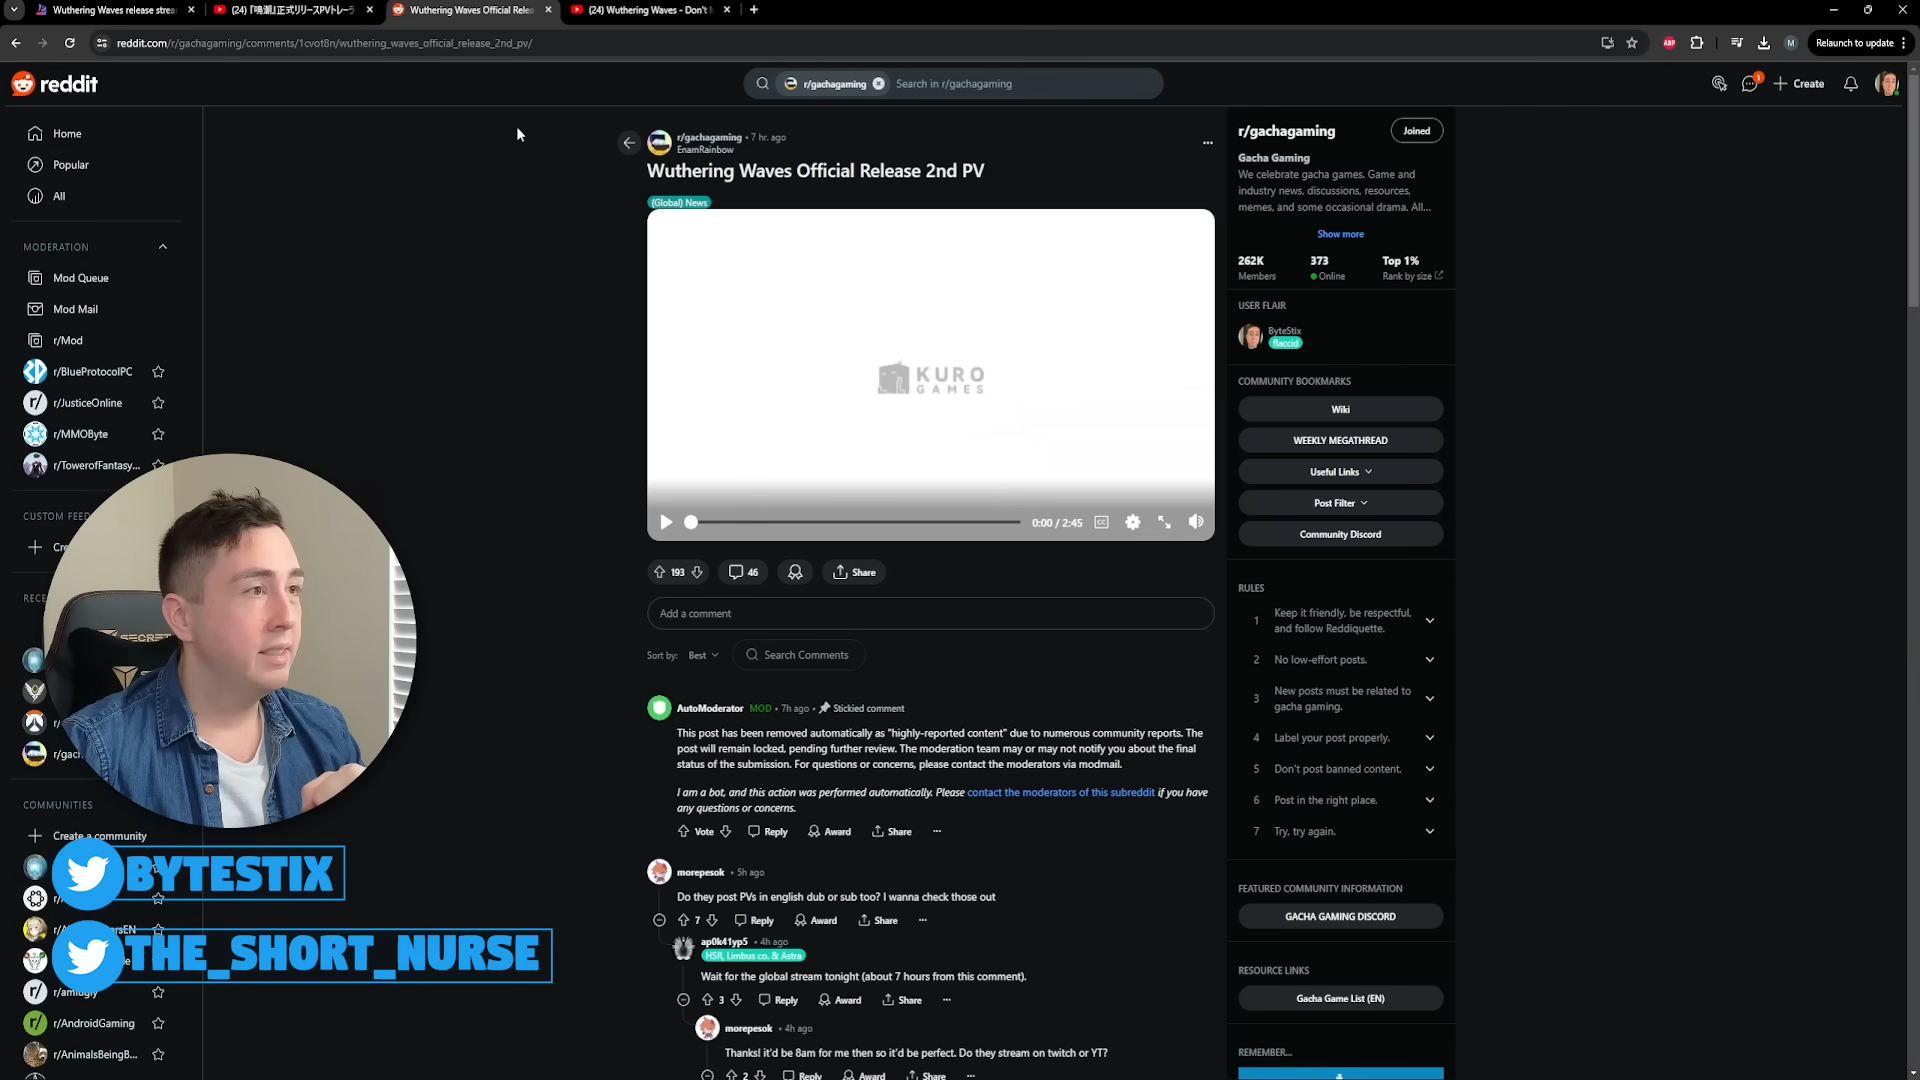 Wuthering Waves release strea
(24) 『鳴潮』正式リリースPVトレーラ
Wuthering Waves Official Relea
(24) Wuthering Waves - Don't
reddit.com/r/gachagaming/comments/1cvot8n/wuthering_waves_official_release_2nd_pv/
ABP
M
Relaunch to update
reddit
r/gachagaming
Search in r/gachagaming
1
Create
Home
Popular
All
MODERATION
Mod Queue
Mod Mail
r/Mod
r/BlueProtocolPC
r/JusticeOnline
r/MMOByte
r/TowerofFantasy...
CUSTOM FEED
Cre
RECE
r/
r/gach
COMMUNITIES
Create a community
r/amiugly
r/AndroidGaming
r/AnimalsBeingB...
SECRET
BYTESTIX
THE_SHORT_NURSE
r/gachagaming • 7 hr. ago
EnamRainbow
Wuthering Waves Official Release 2nd PV
(Global) News
KURO
GAMES
0:00 / 2:45
CC
193
46
Share
Add a comment
Sort by: Best
Search Comments
AutoModerator MOD • 7h ago • Stickied comment
This post has been removed automatically as "highly-reported content" due to numerous community reports. The
post will remain locked, pending further review. The moderation team may or may not notify you about the final
status of the submission. For questions or concerns, please contact the moderators via modmail.
I am a bot, and this action was performed automatically. Please contact the moderators of this subreddit if you have
any questions or concerns.
Vote Reply Award Share ...
morepesok • 5h ago
Do they post PVs in english dub or sub too? I wanna check those out
7 Reply Award Share ...
ap0k41yp5 • 4h ago
HSR, Limbus co. & Astra
Wait for the global stream tonight (about 7 hours from this comment).
3 Reply Award Share ...
morepesok • 4h ago
Thanks! it'd be 8am for me then so it'd be perfect. Do they stream on twitch or YT?
2 Reply Award Share ...
r/gachagaming
Joined
Gacha Gaming
We celebrate gacha games. Game and
industry news, discussions, resources,
memes, and some occasional drama. All...
Show more
262K 373 Top 1%
Members Online Rank by size
USER FLAIR
ByteStix
flaccid
COMMUNITY BOOKMARKS
Wiki
WEEKLY MEGATHREAD
Useful Links
Post Filter
Community Discord
RULES
1 Keep it friendly, be respectful,
and follow Reddiquette.
2 No low-effort posts.
3 New posts must be related to
gacha gaming.
4 Label your post properly.
5 Don't post banned content.
6 Post in the right place.
7 Try, try again.
FEATURED COMMUNITY INFORMATION
GACHA GAMING DISCORD
RESOURCE LINKS
Gacha Game List (EN)
REMEMBER...